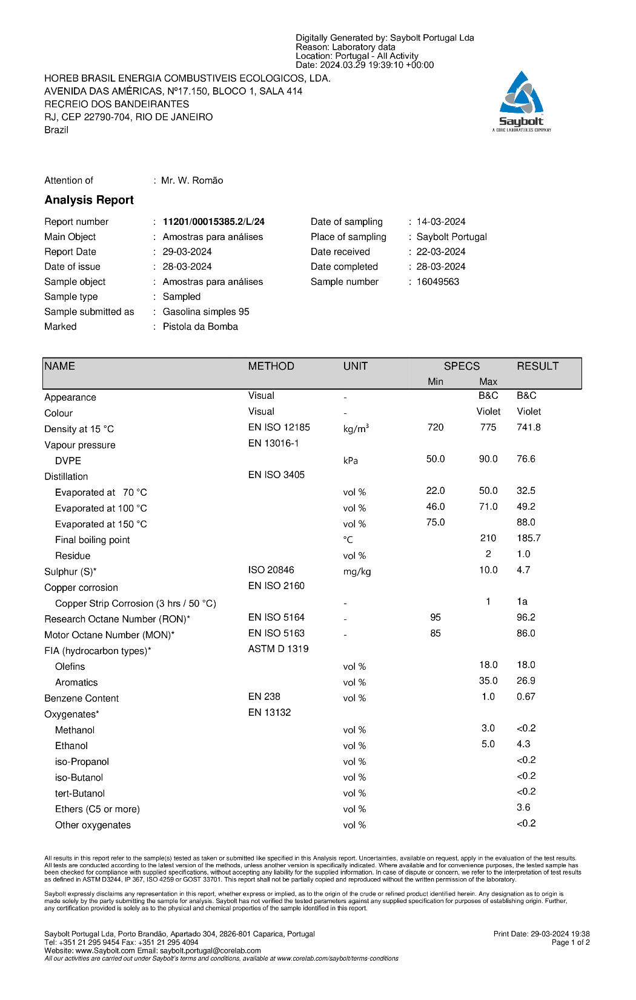 Digitally Generated by: Saybolt Portugal Lda
Reason: Laboratory data
Location: Portugal - All Activity
Date: 2024.03.29 19:39:10 +00:00
HOREB BRASIL ENERGIA COMBUSTIVEIS ECOLOGICOS, LDA.
AVENIDA DAS AMÉRICAS, Nº17.150, BLOCO 1, SALA 414
RECREIO DOS BANDEIRANTES
RJ, CEP 22790-704, RIO DE JANEIRO
Brazil
Saybolt
A CORE LABORATORIES COMPANY
Attention of : Mr. W. Romão
Analysis Report
Report number : 11201/00015385.2/L/24 Date of sampling : 14-03-2024
Main Object : Amostras para análises Place of sampling : Saybolt Portugal
Report Date : 29-03-2024 Date received : 22-03-2024
Date of issue : 28-03-2024 Date completed : 28-03-2024
Sample object : Amostras para análises Sample number : 16049563
Sample type : Sampled
Sample submitted as : Gasolina simples 95
Marked : Pistola da Bomba
NAME METHOD UNIT SPECS RESULT
Min Max
Appearance Visual - B&C B&C
Colour Visual - Violet Violet
Density at 15 °C EN ISO 12185 kg/m³ 720 775 741.8
Vapour pressure EN 13016-1
DVPE kPa 50.0 90.0 76.6
Distillation EN ISO 3405
Evaporated at 70 °C vol % 22.0 50.0 32.5
Evaporated at 100 °C vol % 46.0 71.0 49.2
Evaporated at 150 °C vol % 75.0 88.0
Final boiling point °C 210 185.7
Residue vol % 2 1.0
Sulphur (S)* ISO 20846 mg/kg 10.0 4.7
Copper corrosion EN ISO 2160
Copper Strip Corrosion (3 hrs / 50 °C) - 1 1a
Research Octane Number (RON)* EN ISO 5164 - 95 96.2
Motor Octane Number (MON)* EN ISO 5163 - 85 86.0
FIA (hydrocarbon types)* ASTM D 1319
Olefins vol % 18.0 18.0
Aromatics vol % 35.0 26.9
Benzene Content EN 238 vol % 1.0 0.67
Oxygenates* EN 13132
Methanol vol % 3.0 <0.2
Ethanol vol % 5.0 4.3
iso-Propanol vol % <0.2
iso-Butanol vol % <0.2
tert-Butanol vol % <0.2
Ethers (C5 or more) vol % 3.6
Other oxygenates vol % <0.2
All results in this report refer to the sample(s) tested as taken or submitted like specified in this Analysis report. Uncertainties, available on request, apply in the evaluation of the test results.
All tests are conducted according to the latest version of the methods, unless another version is specifically indicated. Where available and for convenience purposes, the tested sample has
been checked for compliance with supplied specifications, without accepting any liability for the supplied information. In case of dispute or concern, we refer to the interpretation of test results
as defined in ASTM D3244, IP 367, ISO 4259 or GOST 33701. This report shall not be partially copied and reproduced without the written permission of the laboratory.
Saybolt expressly disclaims any representation in this report, whether express or implied, as to the origin of the crude or refined product identified herein. Any designation as to origin is
made solely by the party submitting the sample for analysis. Saybolt has not verified the tested parameters against any supplied specification for purposes of establishing origin. Further,
any certification provided is solely as to the physical and chemical properties of the sample identified in this report.
Saybolt Portugal Lda, Porto Brandão, Apartado 304, 2826-801 Caparica, Portugal Print Date: 29-03-2024 19:38
Tel: +351 21 295 9454 Fax: +351 21 295 4094 Page 1 of 2
Website: www.Saybolt.com Email: saybolt.portugal@corelab.com
All our activities are carried out under Saybolt's terms and conditions, available at www.corelab.com/saybolt/terms-conditions